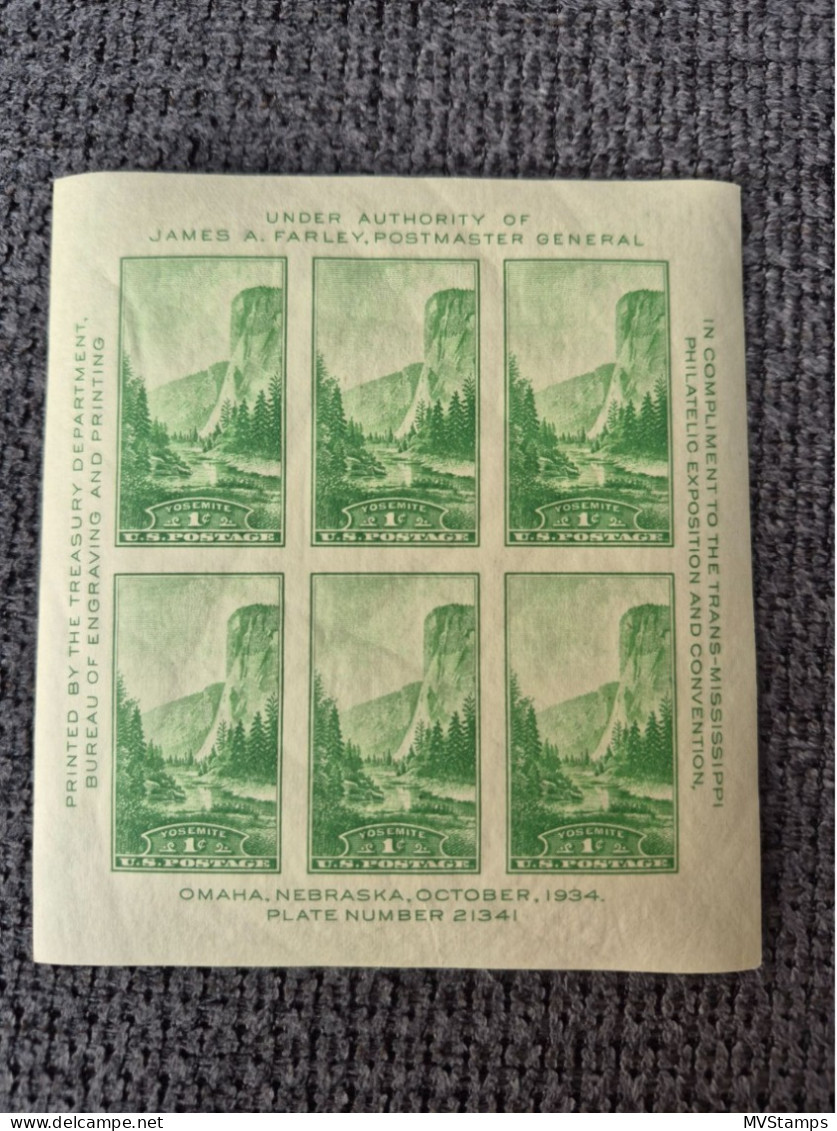 UNDER AUTHORITY OF
JAMES A. FARLEY, POSTMASTER GENERAL
PRINTED BY THE TREASURY DEPARTMENT,
BUREAU OF ENGRAVING AND PRINTING
IN COMPLIMENT TO THE TRANS-MISSISSIPPI
PHILATELIC EXPOSITION AND CONVENTION,
YOSEMITE
1¢
U.S. POSTAGE
YOSEMITE
1¢
U.S. POSTAGE
YOSEMITE
1¢
U.S. POSTAGE
YOSEMITE
1¢
U.S. POSTAGE
YOSEMITE
1¢
U.S. POSTAGE
YOSEMITE
1¢
U.S. POSTAGE
OMAHA, NEBRASKA, OCTOBER, 1934.
PLATE NUMBER 21341
delcampe.net
MVStamps